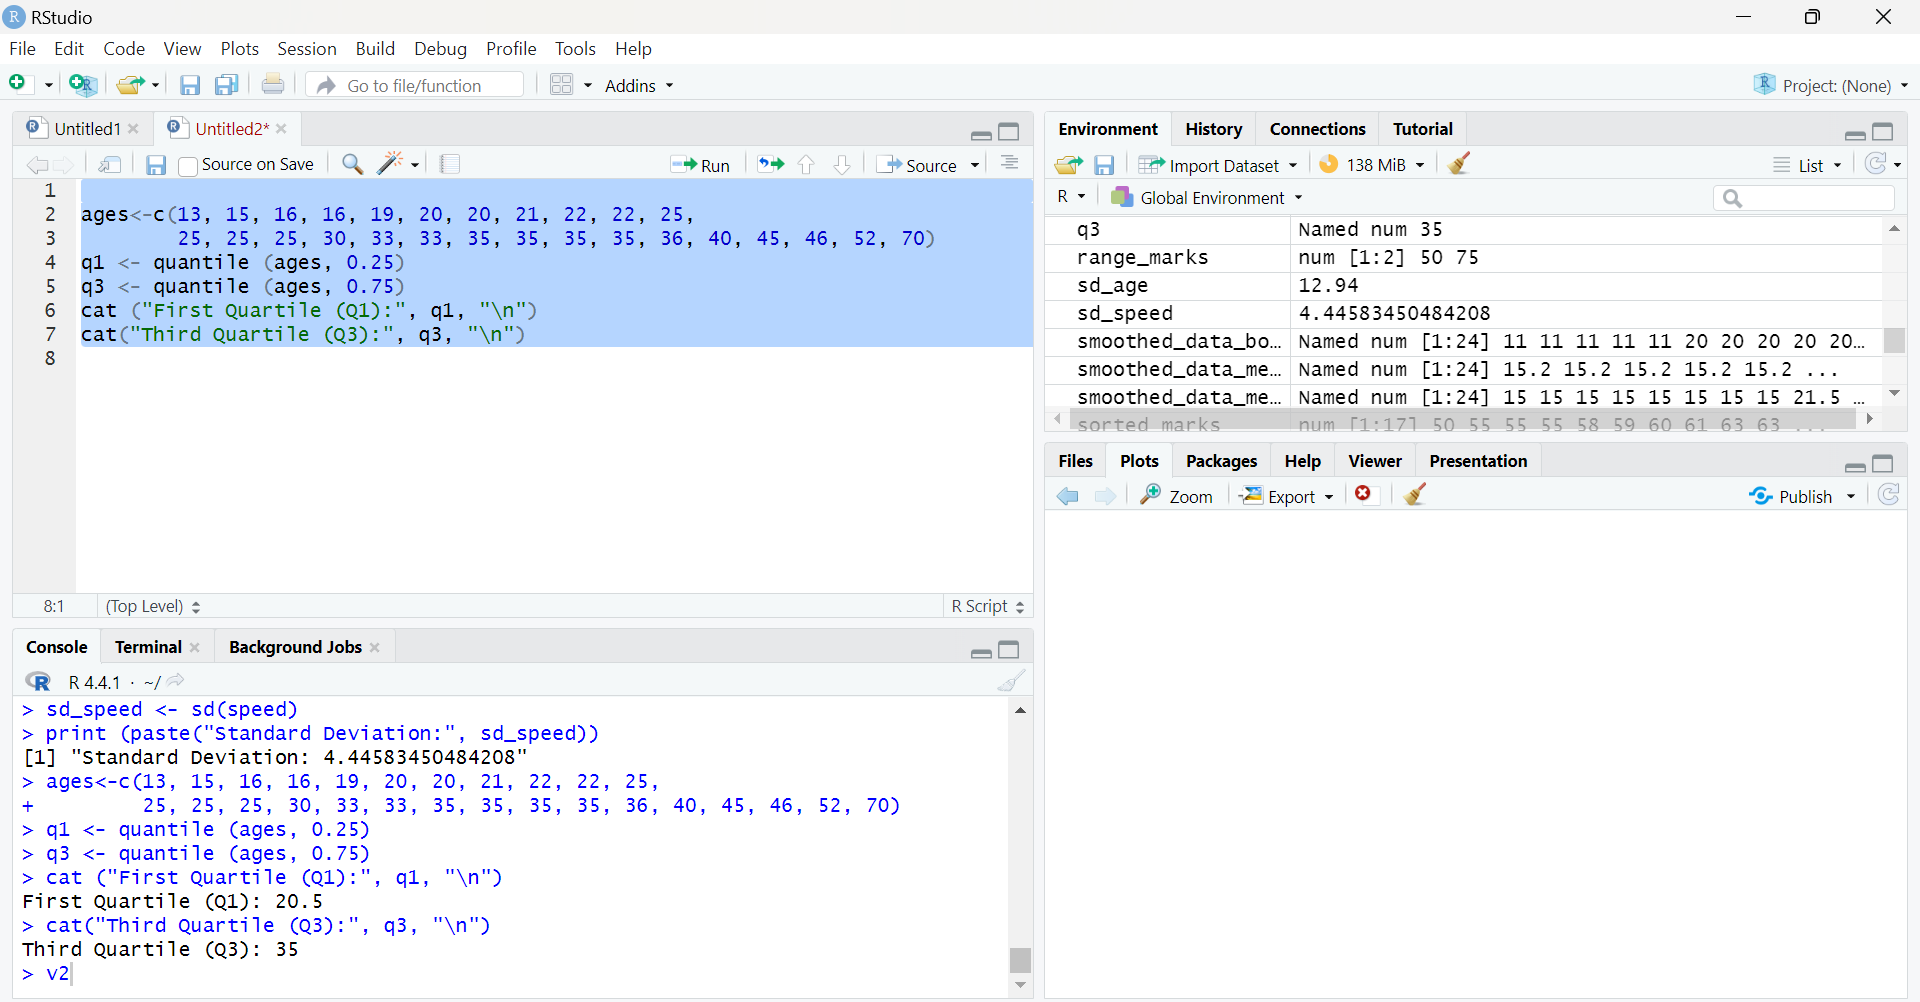 RStudio
File Edit Code View Plots Session Build Debug Profile Tools Help
Go to file/function Addins Project: (None)
Untitled1 Untitled2*
Source on Save Run Source
1
2 ages<-c(13, 15, 16, 16, 19, 20, 20, 21, 22, 22, 25,
3 25, 25, 25, 30, 33, 33, 35, 35, 35, 35, 36, 40, 45, 46, 52, 70)
4 q1 <- quantile (ages, 0.25)
5 q3 <- quantile (ages, 0.75)
6 cat ("First Quartile (Q1):", q1, "\n")
7 cat("Third Quartile (Q3):", q3, "\n")
8
8:1 (Top Level) R Script
Console Terminal Background Jobs
R 4.4.1 · ~/
> sd_speed <- sd(speed)
> print (paste("Standard Deviation:", sd_speed))
[1] "Standard Deviation: 4.44583450484208"
> ages<-c(13, 15, 16, 16, 19, 20, 20, 21, 22, 22, 25,
+ 25, 25, 25, 30, 33, 33, 35, 35, 35, 35, 36, 40, 45, 46, 52, 70)
> q1 <- quantile (ages, 0.25)
> q3 <- quantile (ages, 0.75)
> cat ("First Quartile (Q1):", q1, "\n")
First Quartile (Q1): 20.5
> cat("Third Quartile (Q3):", q3, "\n")
Third Quartile (Q3): 35
> v2
Environment History Connections Tutorial
Import Dataset 138 MiB List
R Global Environment
q3 Named num 35
range_marks num [1:2] 50 75
sd_age 12.94
sd_speed 4.44583450484208
smoothed_data_bo… Named num [1:24] 11 11 11 11 11 20 20 20 20 20…
smoothed_data_me… Named num [1:24] 15.2 15.2 15.2 15.2 15.2 ...
smoothed_data_me… Named num [1:24] 15 15 15 15 15 15 15 15 21.5 …
sorted_marks num [1:17] 50 55 55 55 58 59 60 61 63 63 ...
Files Plots Packages Help Viewer Presentation
Zoom Export Publish